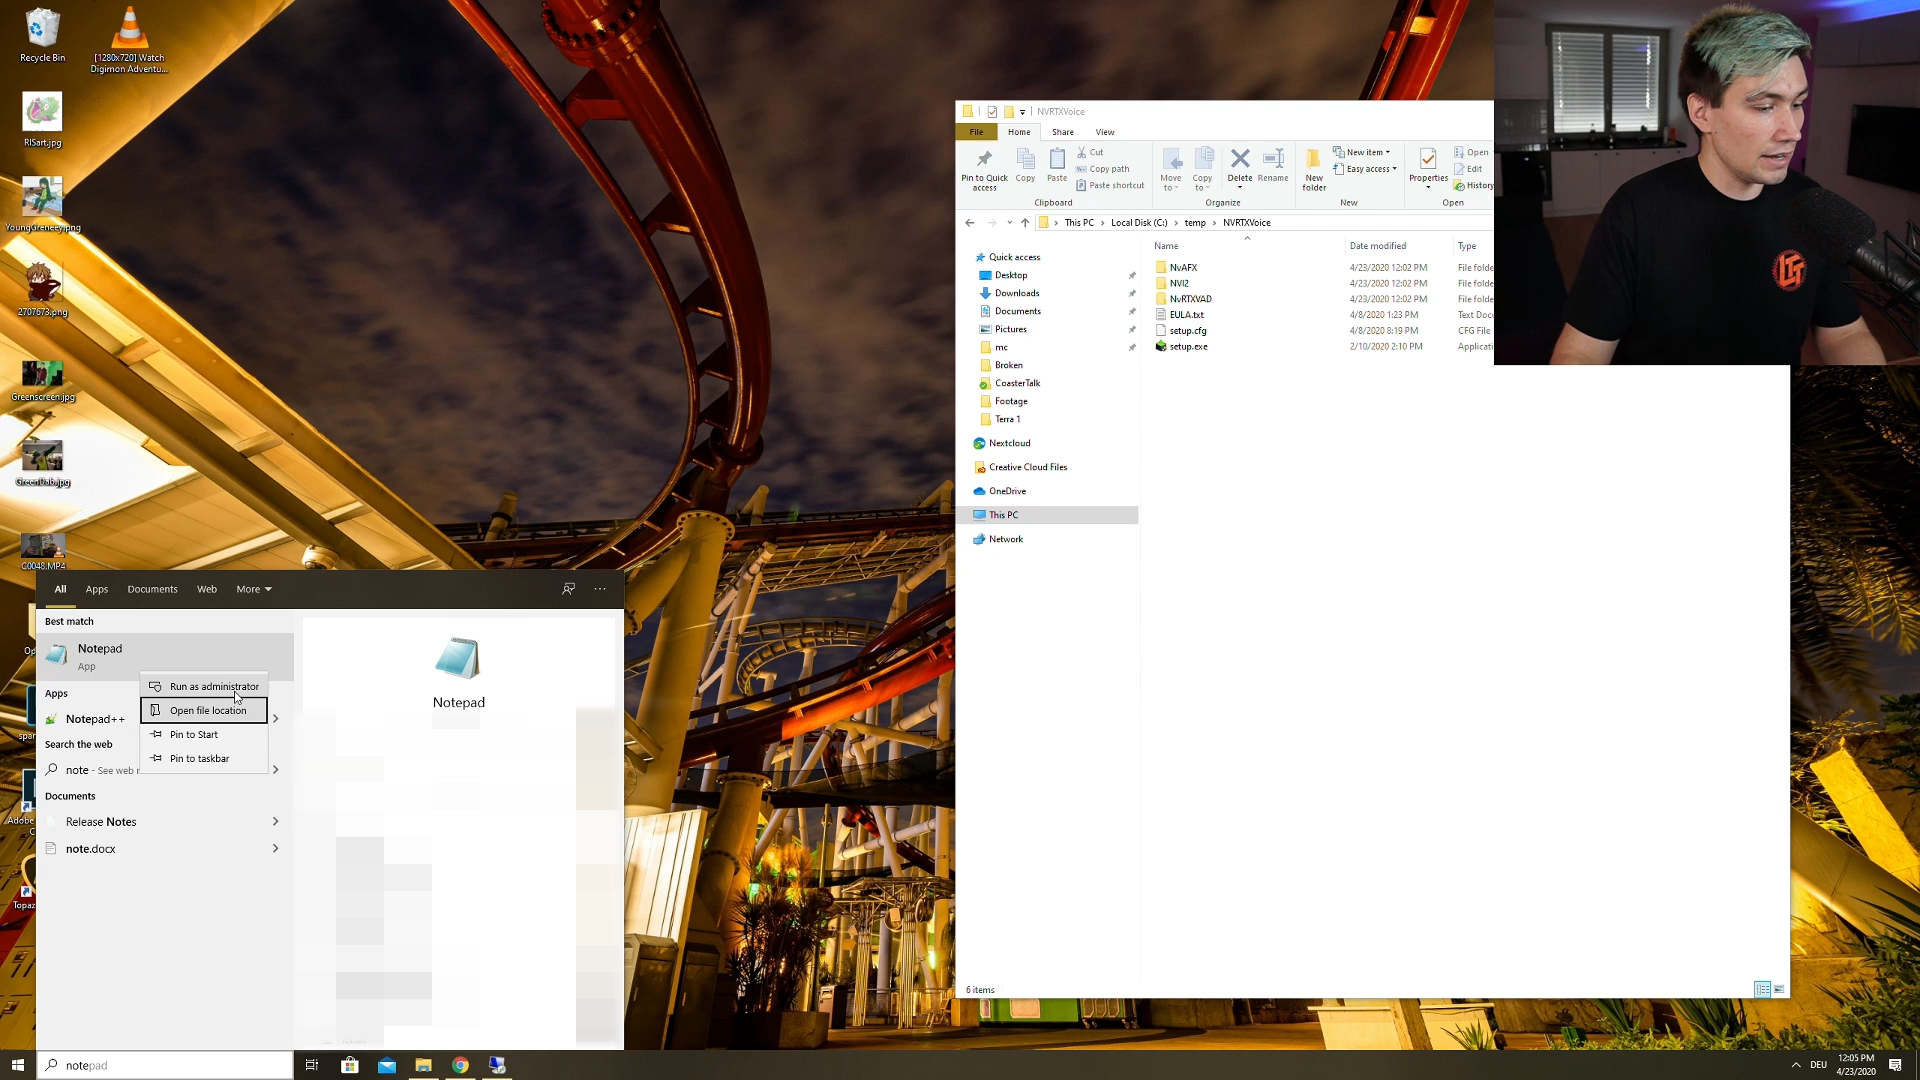 Recycle Bin
[1280x720] Watch
Digimon Adventu...
RISart.jpg
YoungGreneey.png
2707673.png
Greenscreen.jpg
GreenDab.jpg
C0048.MP4
Adobe
Topaz
All
Apps
Documents
Web
More
Best match
Notepad
App
Run as administrator
Open file location
Pin to Start
Pin to taskbar
Apps
Notepad++
Search the web
note - See web r
Documents
Release Notes
note.docx
Notepad
notepad
NVRTXVoice
File
Home
Share
View
Pin to Quick
access
Copy
Paste
Cut
Copy path
Paste shortcut
Clipboard
Move
to
Copy
to
Delete
Rename
Organize
New
folder
New item
Easy access
New
Properties
Open
Edit
History
Open
This PC
Local Disk (C:)
temp
NVRTXVoice
Name
Date modified
Type
NvAFX
4/23/2020 12:02 PM
File folde
NVI2
4/23/2020 12:02 PM
File folde
NvRTXVAD
4/23/2020 12:02 PM
File folde
EULA.txt
4/8/2020 1:23 PM
Text Docu
setup.cfg
4/8/2020 8:19 PM
CFG File
setup.exe
2/10/2020 2:10 PM
Applicati
Quick access
Desktop
Downloads
Documents
Pictures
mc
Broken
CoasterTalk
Footage
Terra 1
Nextcloud
Creative Cloud Files
OneDrive
This PC
Network
6 items
LTT
DEU
12:05 PM
4/23/2020